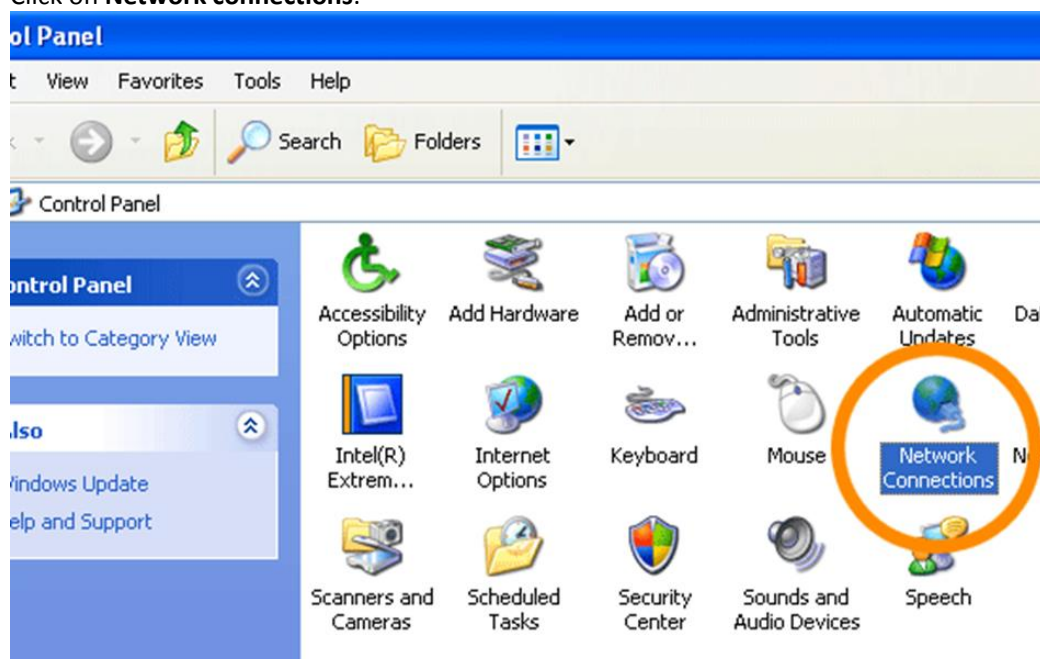 Click on Network connections.
ol Panel
t View Favorites Tools Help
Search Folders
Control Panel
ontrol Panel
witch to Category View
Also
Windows Update
elp and Support
Accessibility Options
Add Hardware
Add or Remov...
Administrative Tools
Automatic Updates
Da
Intel(R) Extrem...
Internet Options
Keyboard
Mouse
Network Connections
N
Scanners and Cameras
Scheduled Tasks
Security Center
Sounds and Audio Devices
Speech